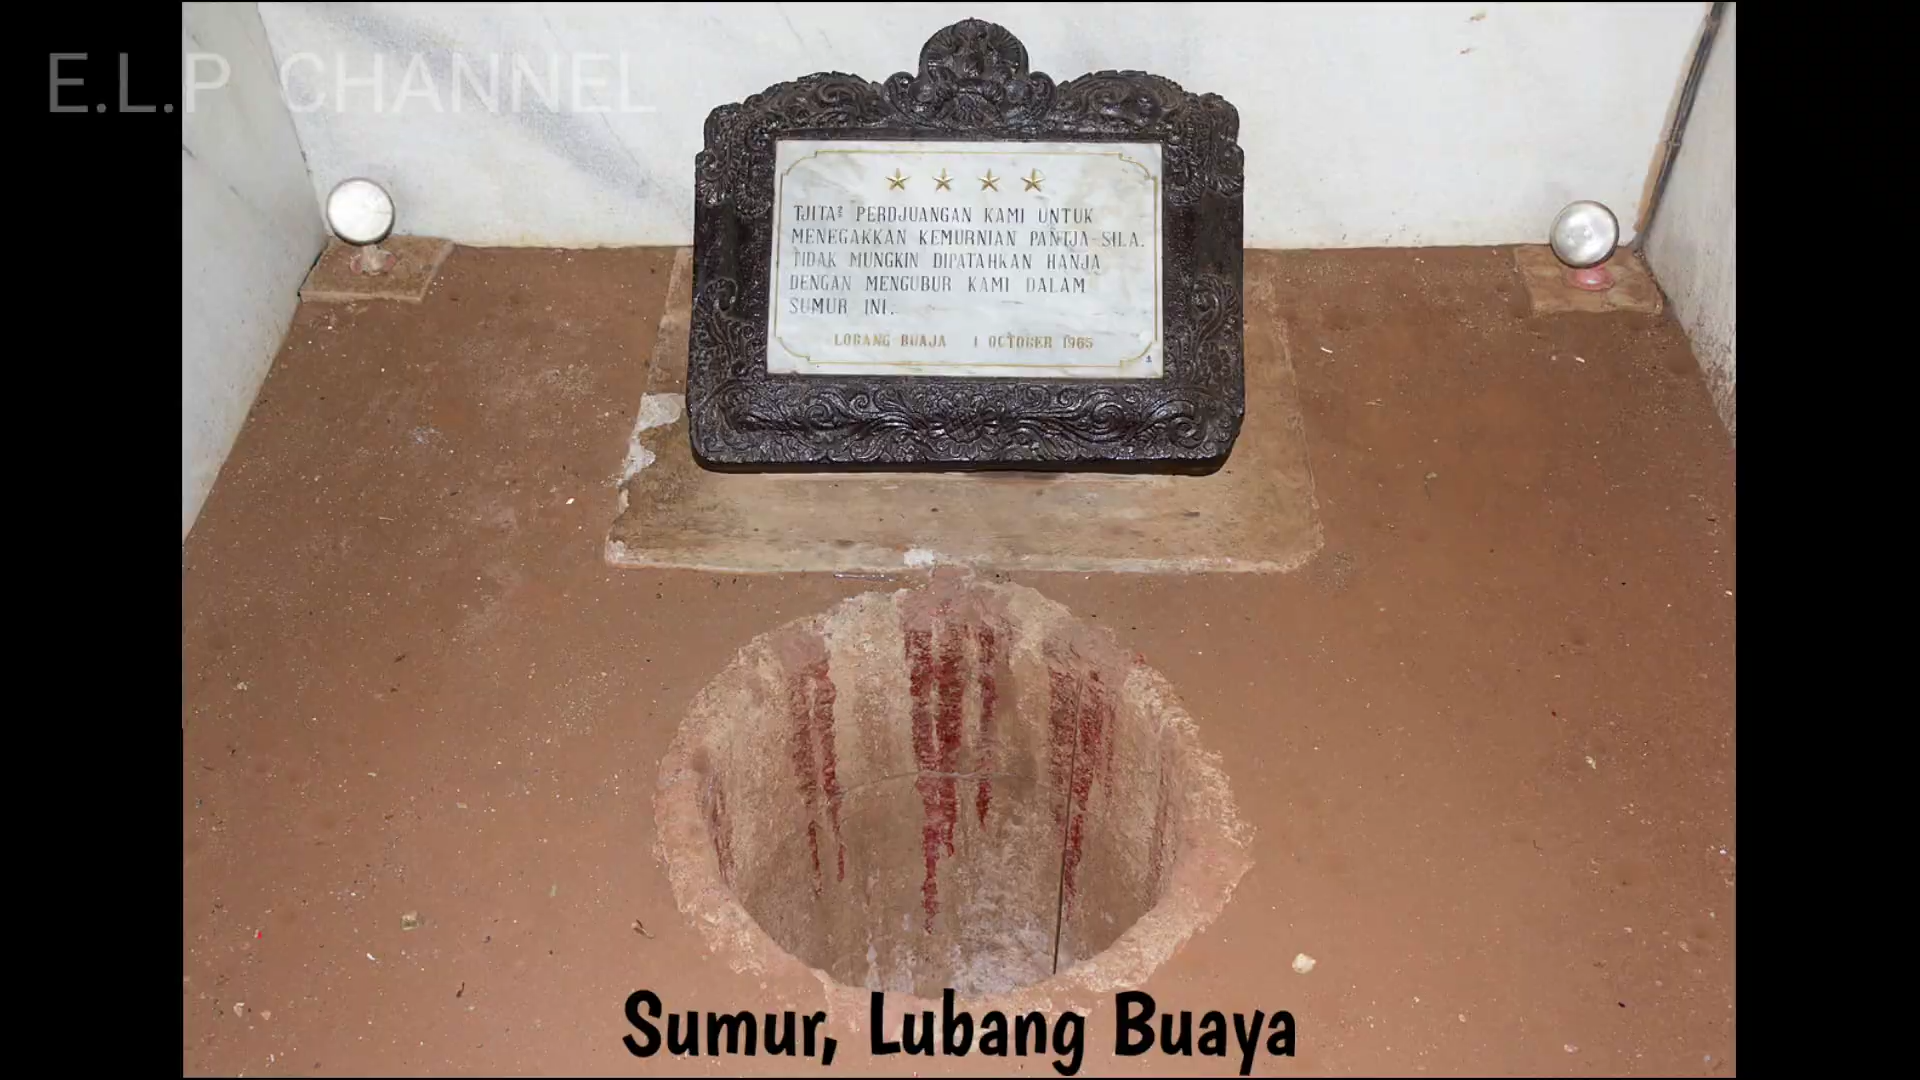 E.L.P CHANNEL
TJITA² PERDJUANGAN KAMI UNTUK
MENEGAKKAN KEMURNIAN PANTJA-SILA.
TIDAK MUNGKIN DIPATAHKAN HANJA
DENGAN MENGUBUR KAMI DALAM
SUMUR INI.
LOBANG BUAJA 1 OCTOBER 1965
Sumur, Lubang Buaya